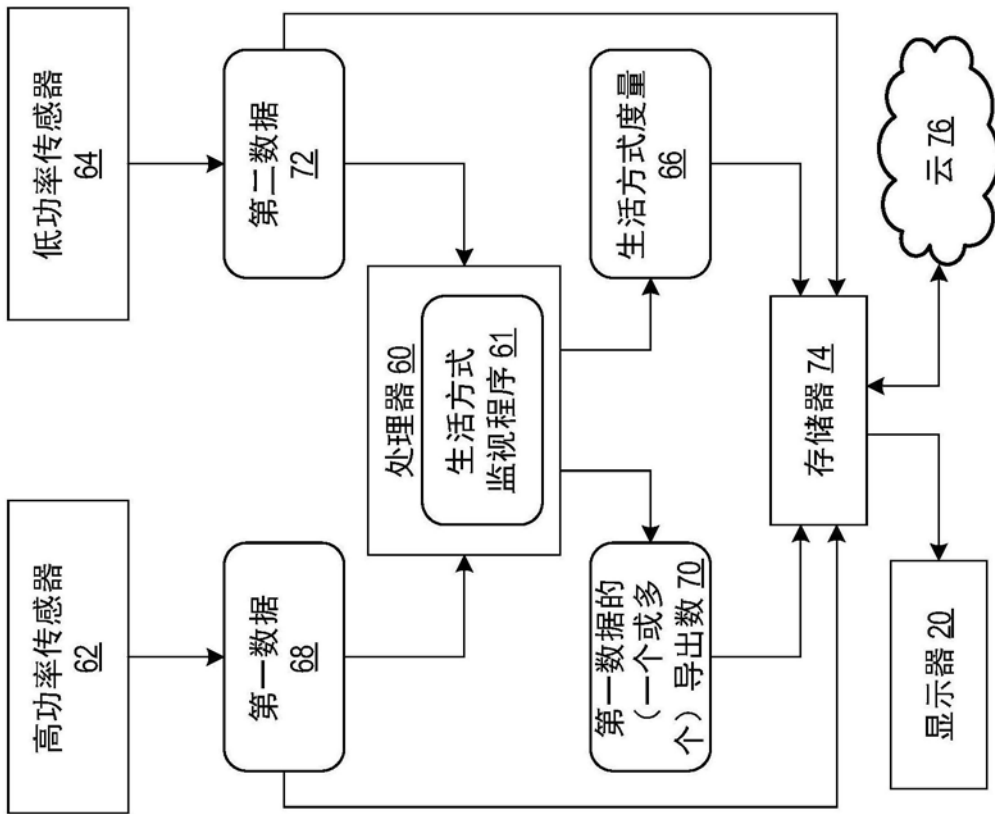 高功率传感器
62
低功率传感器
64
第一数据
68
第二数据
72
处理器 60
生活方式
监视程序 61
第一数据的
（一个或多
个）导出数 70
生活方式度量
66
存储器 74
显示器 20
云 76